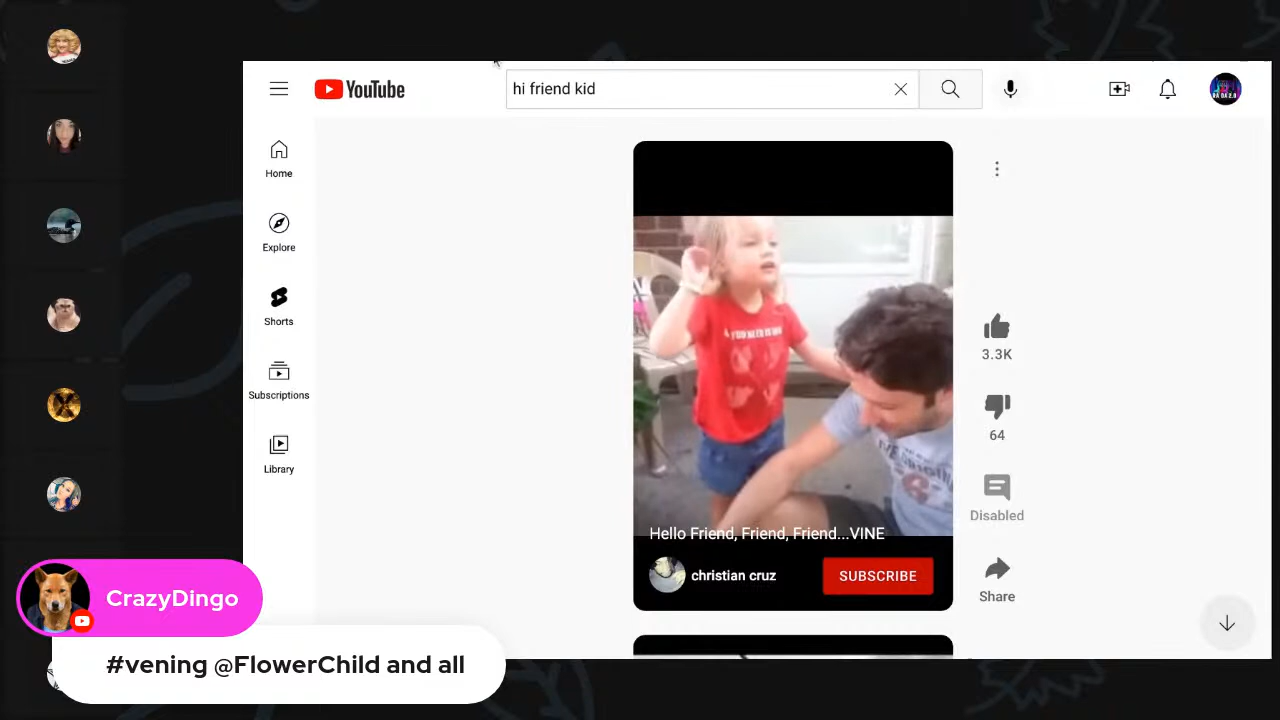 YouTube
hi friend kid
Home
Explore
Shorts
Subscriptions
Library
3.3K
64
Disabled
Share
Hello Friend, Friend, Friend...VINE
christian cruz
SUBSCRIBE
CrazyDingo
#vening @FlowerChild and all